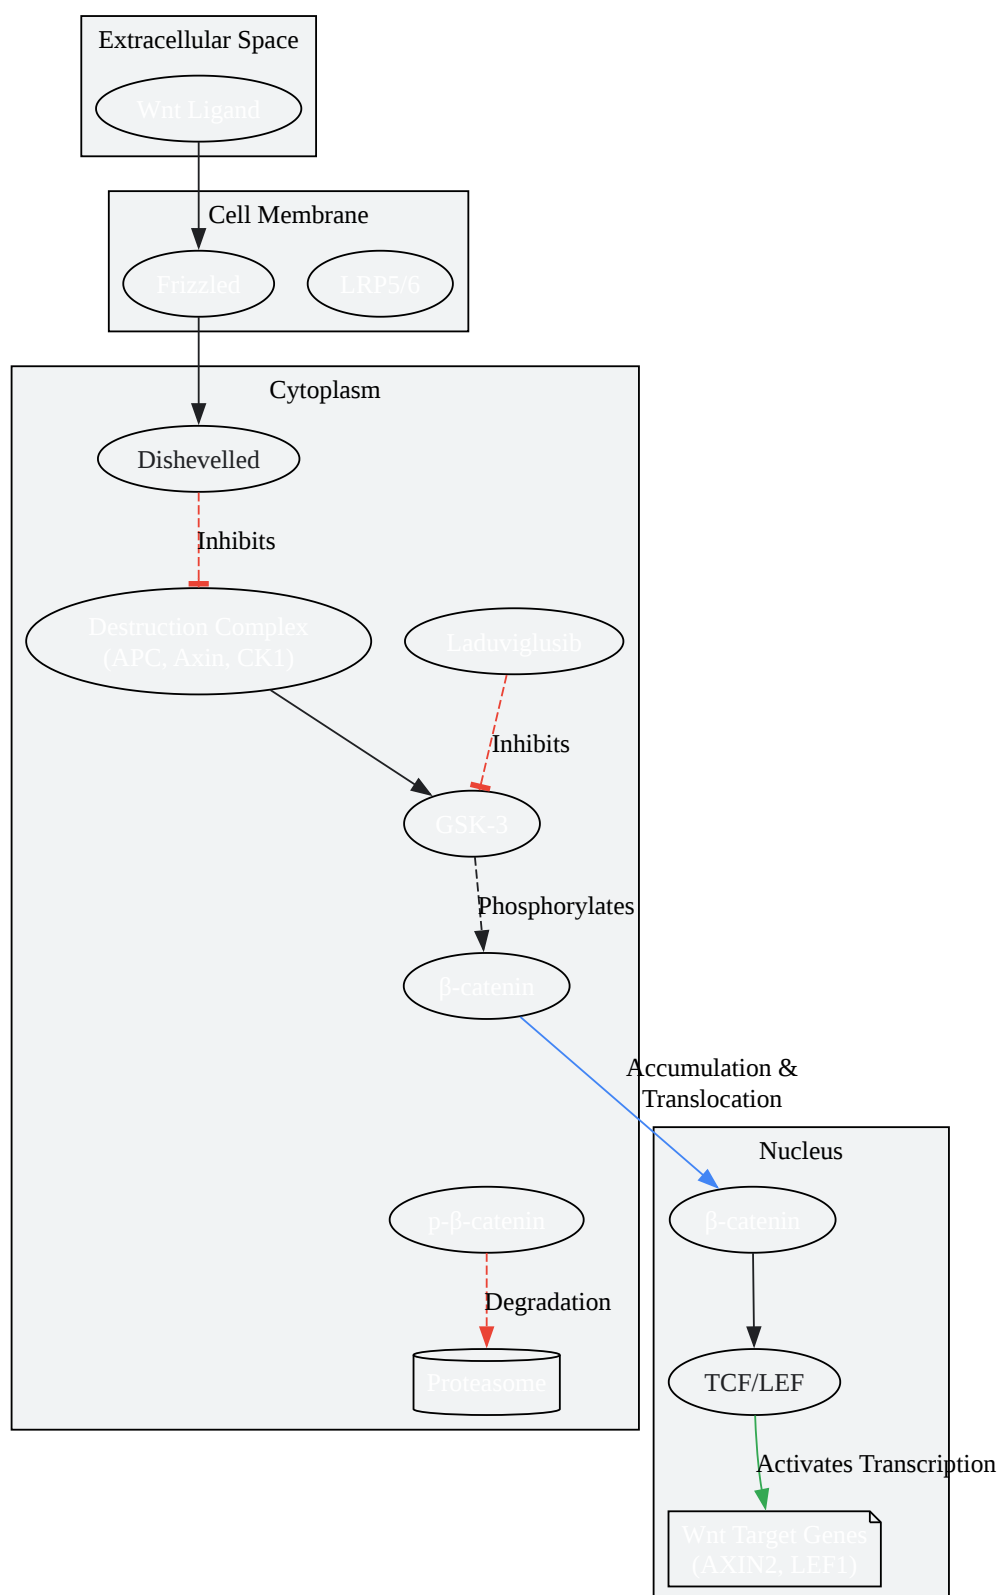 Extracellular Space
Wnt Ligand
Cell Membrane
Frizzled
LRP5/6
Cytoplasm
Dishevelled
Inhibits
Destruction Complex
(APC, Axin, CK1)
Laduviglusib
Inhibits
GSK-3
Phosphorylates
β-catenin
Accumulation &
Translocation
Nucleus
p-β-catenin
β-catenin
Degradation
Proteasome
TCF/LEF
Activates Transcription
Wnt Target Genes
(AXIN2, LEF1)